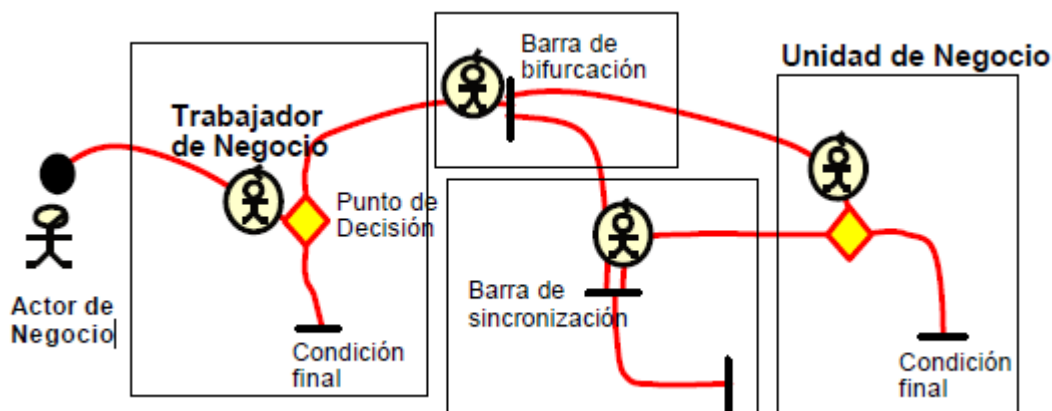 Barra de
bifurcación
Unidad de Negocio
Trabajador
de Negocio
Punto de
Decisión
Actor de
Negocio
Barra de
sincronización
Condición
final
Condición
final